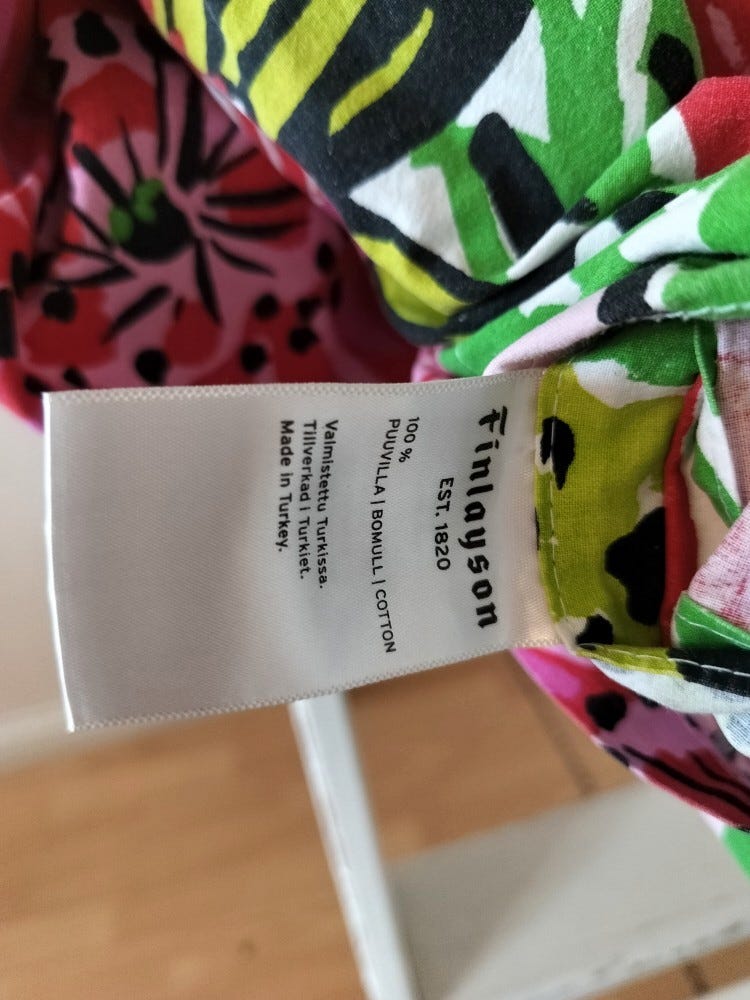 Finlayson
EST. 1820
100 %
PUUVILLA | BOMULL | COTTON
Valmistettu Turkissa.
Tillverkad i Turkiet.
Made in Turkey.